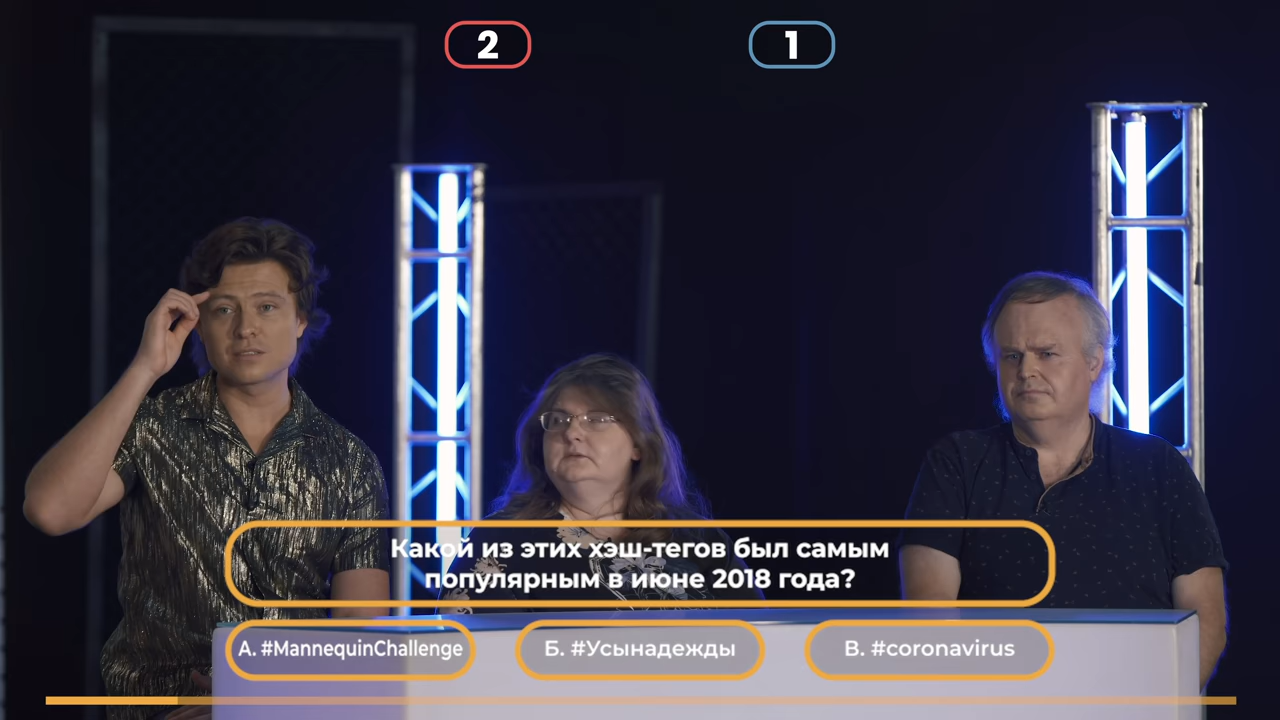 2
1
Какой из этих хэш-тегов был самым
популярным в июне 2018 года?
А. #MannequinChallenge
Б. #Усынадежды
В. #coronavirus